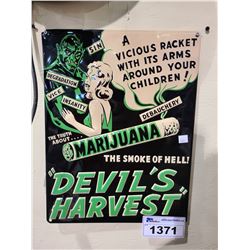 SIN
A
VICIOUS RACKET
WITH ITS ARMS
AROUND YOUR
CHILDREN!
DEGRADATION
VICE
INSANITY
DEBAUCHERY
THE TRUTH
ABOUT....
MARIJUANA
THE SMOKE OF HELL!
"DEVIL'S
HARVEST"
1371